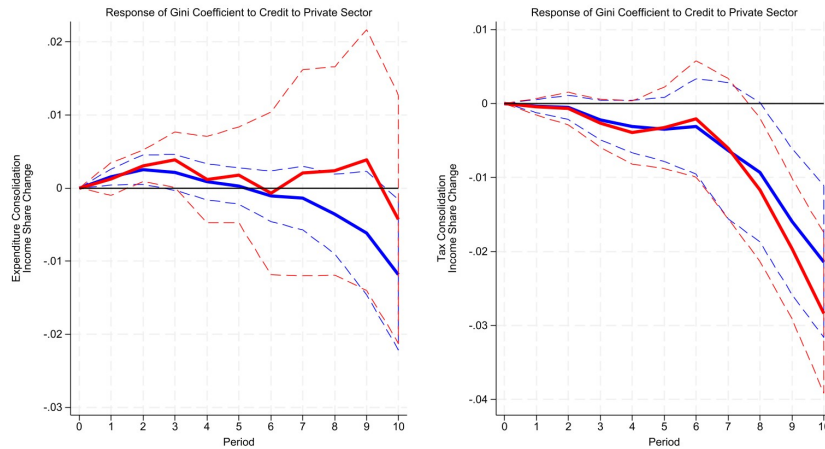 Response of Gini Coefficient to Credit to Private Sector
Expenditure Consolidation
Income Share Change
.02
.01
0
-.01
-.02
-.03
0 1 2 3 4 5 6 7 8 9 10
Period
Response of Gini Coefficient to Credit to Private Sector
Tax Consolidation
Income Share Change
.01
0
-.01
-.02
-.03
-.04
0 1 2 3 4 5 6 7 8 9 10
Period